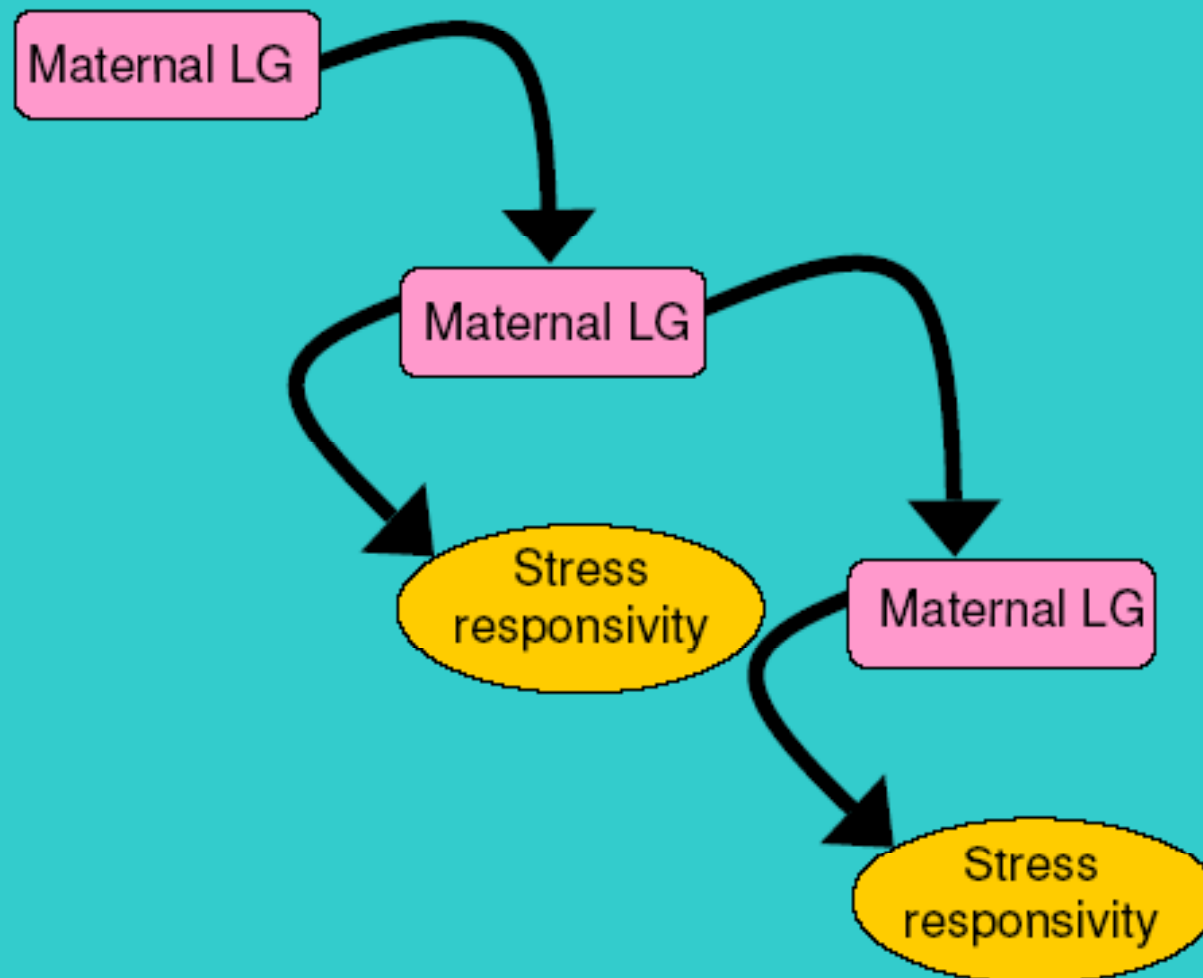 Maternal LG
Maternal LG
Stress
responsivity
Maternal LG
Stress
responsivity